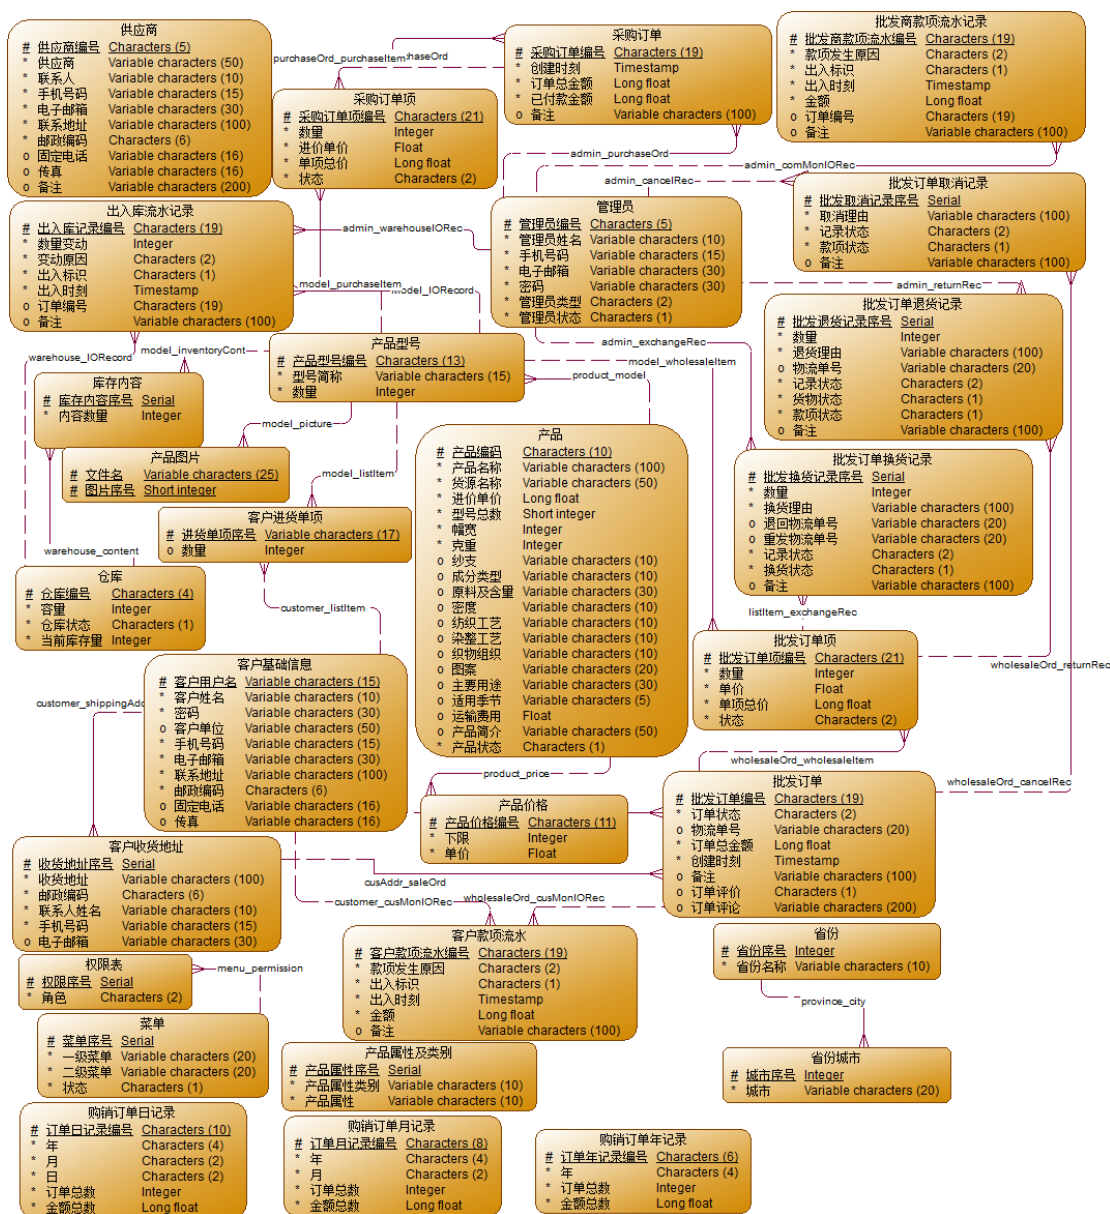 供应商
# 供应商编号 Characters (5)
* 供应商 Variable characters (50)
* 联系人 Variable characters (10)
* 手机号码 Variable characters (15)
* 电子邮箱 Variable characters (30)
* 联系地址 Variable characters (100)
* 邮政编码 Characters (6)
o 固定电话 Variable characters (16)
o 传真 Variable characters (16)
o 备注 Variable characters (200)
purchaseOrd_purchaseItem
haseOrd
采购订单
# 采购订单编号 Characters (19)
* 创建时刻 Timestamp
* 订单总金额 Long float
* 已付款金额 Long float
o 备注 Variable characters (100)
批发商款项流水记录
# 批发商款项流水编号 Characters (19)
* 款项发生原因 Characters (2)
* 出入标识 Characters (1)
* 出入时刻 Timestamp
* 金额 Long float
o 订单编号 Characters (19)
o 备注 Variable characters (100)
采购订单项
# 采购订单项编号 Characters (21)
* 数量 Integer
* 进价单价 Float
* 单项总价 Long float
* 状态 Characters (2)
admin_purchaseOrd
admin_comMonIORec
admin_cancelRec
批发订单取消记录
# 批发取消记录序号 Serial
* 取消理由 Variable characters (100)
* 记录状态 Characters (2)
* 款项状态 Characters (1)
o 备注 Variable characters (100)
出入库流水记录
# 出入库记录编号 Characters (19)
* 数量变动 Integer
* 变动原因 Characters (2)
* 出入标识 Characters (1)
* 出入时刻 Timestamp
o 订单编号 Characters (19)
o 备注 Variable characters (100)
admin_warehouseIORec
管理员
# 管理员编号 Characters (5)
* 管理员姓名 Variable characters (10)
* 手机号码 Variable characters (15)
* 电子邮箱 Variable characters (30)
* 密码 Variable characters (30)
* 管理员类型 Characters (2)
* 管理员状态 Characters (1)
model_purchaseItem
model_IORecord
admin_returnRec
批发订单退货记录
# 批发退货记录序号 Serial
* 数量 Integer
* 退货理由 Variable characters (100)
o 物流单号 Variable characters (20)
* 记录状态 Characters (2)
* 货物状态 Characters (1)
* 款项状态 Characters (1)
o 备注 Variable characters (100)
warehouse_IORecord
model_inventoryCont
产品型号
# 产品型号编号 Characters (13)
* 型号简称 Variable characters (15)
* 数量 Integer
admin_exchangeRec
model_wholesaleItem
product_model
库存内容
# 库存内容序号 Serial
* 内容数量 Integer
model_picture
产品图片
# 文件名 Variable characters (25)
# 图片序号 Short integer
model_listItem
产品
# 产品编码 Characters (10)
* 产品名称 Variable characters (100)
* 货源名称 Variable characters (50)
* 进价单价 Long float
* 型号总数 Short integer
* 幅宽 Integer
* 克重 Integer
o 纱支 Variable characters (10)
o 成分类型 Variable characters (10)
o 原料及含量 Variable characters (30)
o 密度 Variable characters (10)
o 纺织工艺 Variable characters (10)
o 染整工艺 Variable characters (10)
o 织物组织 Variable characters (10)
o 图案 Variable characters (20)
o 主要用途 Variable characters (30)
o 适用季节 Variable characters (5)
o 运输费用 Float
o 产品简介 Variable characters (50)
* 产品状态 Characters (1)
批发订单换货记录
# 批发换货记录序号 Serial
* 数量 Integer
* 换货理由 Variable characters (100)
o 退回物流单号 Variable characters (20)
o 重发物流单号 Variable characters (20)
* 记录状态 Characters (2)
* 换货状态 Characters (1)
o 备注 Variable characters (100)
客户进货单项
# 进货单项序号 Variable characters (17)
o 数量 Integer
warehouse_content
仓库
# 仓库编号 Characters (4)
* 容量 Integer
* 仓库状态 Characters (1)
* 当前库存量 Integer
customer_listItem
listItem_exchangeRec
批发订单项
# 批发订单项编号 Characters (21)
* 数量 Integer
* 单价 Float
* 单项总价 Long float
* 状态 Characters (2)
wholesaleOrd_returnRec
客户基础信息
# 客户用户名 Variable characters (15)
* 客户姓名 Variable characters (10)
* 密码 Variable characters (30)
o 客户单位 Variable characters (50)
* 手机号码 Variable characters (15)
* 电子邮箱 Variable characters (30)
* 联系地址 Variable characters (100)
* 邮政编码 Characters (6)
o 固定电话 Variable characters (16)
o 传真 Variable characters (16)
customer_shippingAdd
product_price
wholesaleOrd_wholesaleItem
wholesaleOrd_cancelRec
产品价格
# 产品价格编号 Characters (11)
* 下限 Integer
* 单价 Float
批发订单
# 批发订单编号 Characters (19)
* 订单状态 Characters (2)
o 物流单号 Variable characters (20)
* 订单总金额 Long float
* 创建时刻 Timestamp
o 备注 Variable characters (100)
o 订单评价 Characters (1)
o 订单评论 Variable characters (200)
客户收货地址
# 收货地址序号 Serial
* 收货地址 Variable characters (100)
* 邮政编码 Characters (6)
* 联系人姓名 Variable characters (10)
* 手机号码 Variable characters (15)
o 电子邮箱 Variable characters (30)
cusAddr_saleOrd
customer_cusMonIORec
wholesaleOrd_cusMonIORec
客户款项流水
# 客户款项流水编号 Characters (19)
* 款项发生原因 Characters (2)
* 出入标识 Characters (1)
* 出入时刻 Timestamp
* 金额 Long float
o 备注 Variable characters (100)
省份
# 省份序号 Integer
* 省份名称 Variable characters (10)
权限表
# 权限序号 Serial
* 角色 Characters (2)
menu_permission
province_city
菜单
# 菜单序号 Serial
* 一级菜单 Variable characters (20)
* 二级菜单 Variable characters (20)
* 状态 Characters (1)
产品属性及类别
# 产品属性序号 Serial
* 产品属性类别 Variable characters (10)
* 产品属性 Variable characters (10)
省份城市
# 城市序号 Integer
* 城市 Variable characters (20)
购销订单日记录
# 订单日记录编号 Characters (10)
* 年 Characters (4)
* 月 Characters (2)
* 日 Characters (2)
* 订单总数 Integer
* 金额总数 Long float
购销订单月记录
# 订单月记录编号 Characters (8)
* 年 Characters (4)
* 月 Characters (2)
* 订单总数 Integer
* 金额总数 Long float
购销订单年记录
# 订单年记录编号 Characters (6)
* 年 Characters (4)
* 订单总数 Integer
* 金额总数 Long float